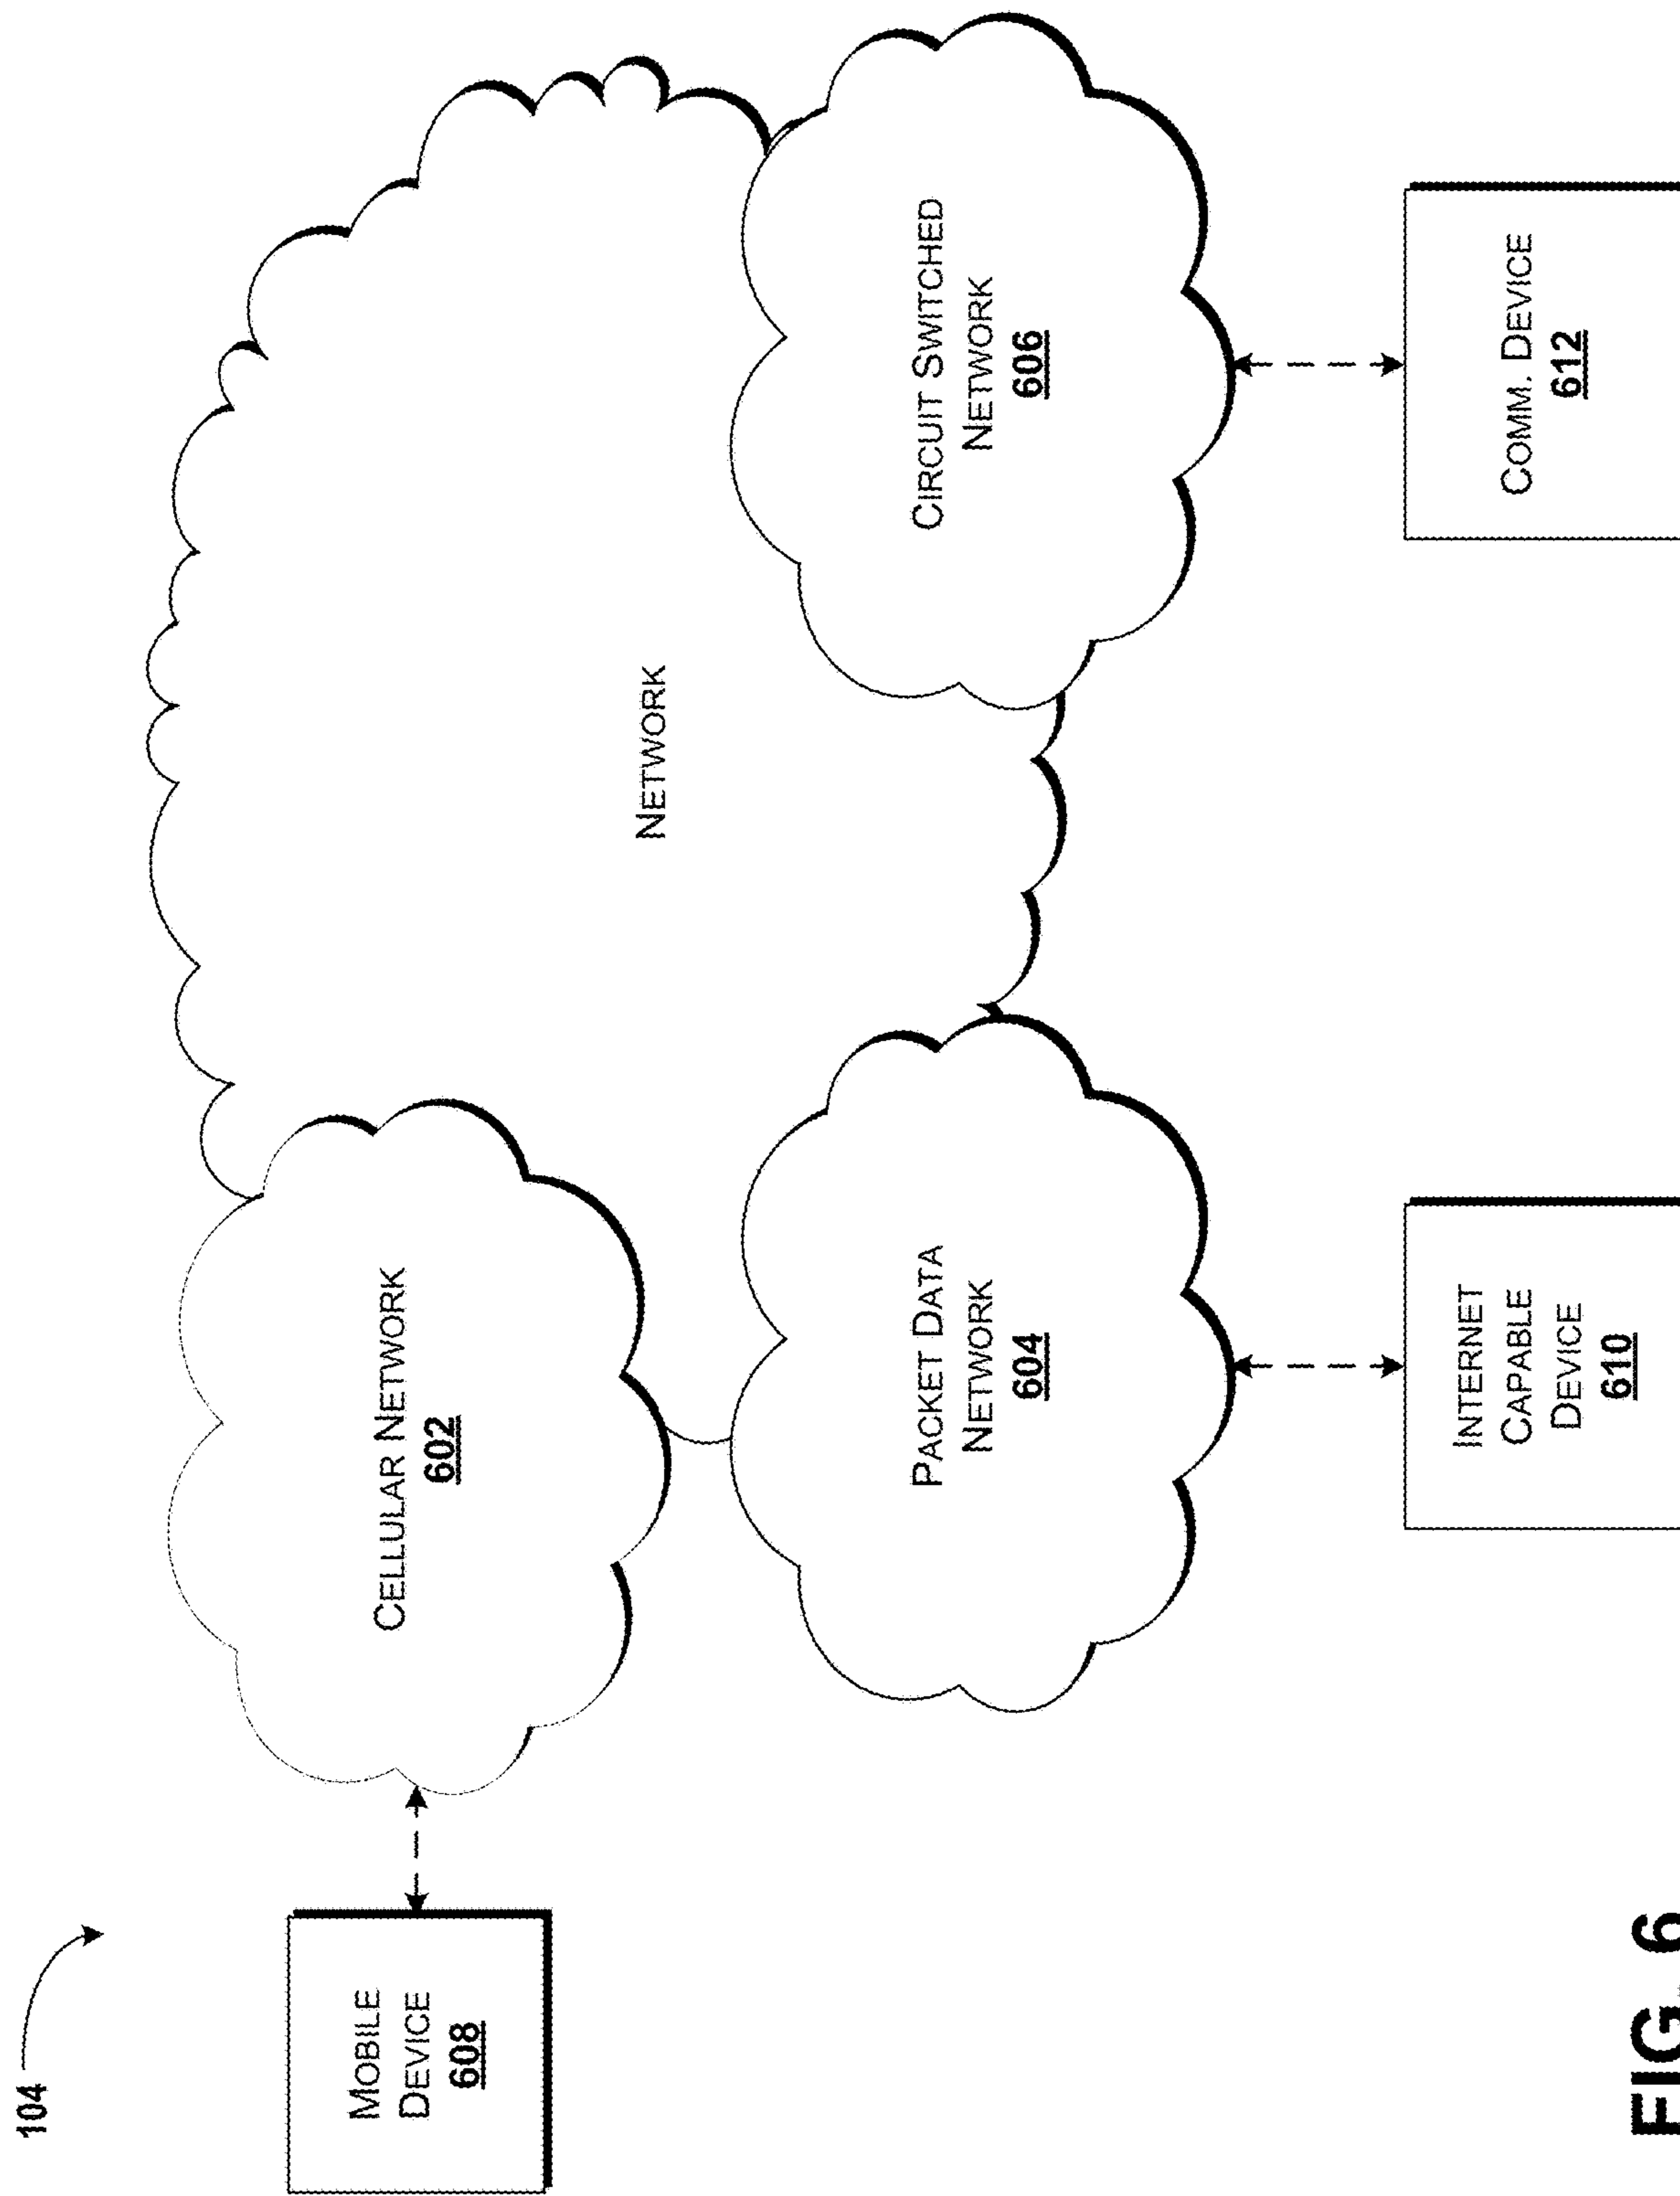 104
MOBILE
DEVICE
608
CELLULAR NETWORK
602
NETWORK
PACKET DATA
NETWORK
604
CIRCUIT SWITCHED
NETWORK
606
INTERNET
CAPABLE
DEVICE
610
COMM. DEVICE
612
FIG. 6